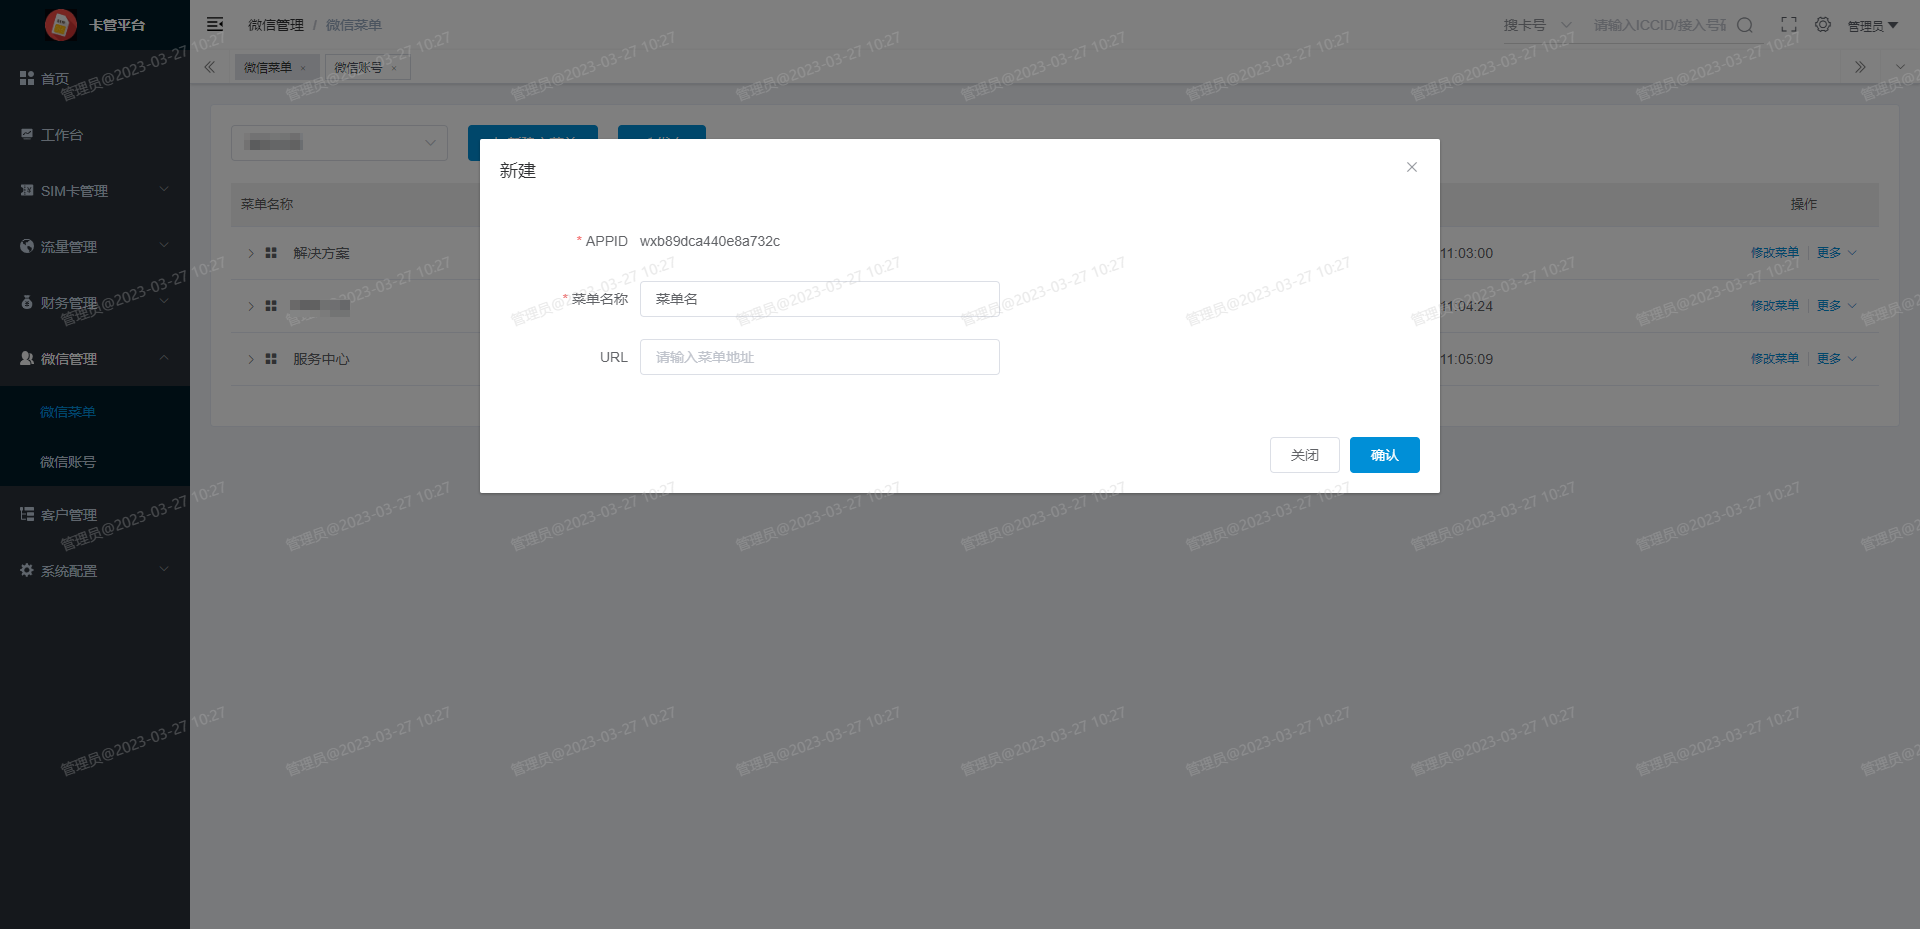 卡管平台
微信管理 / 微信菜单
搜卡号
请输入ICCID/接入号码
管理员
微信菜单 ×
微信账号 ×
首页
工作台
SIM卡管理
流量管理
财务管理
微信管理
微信菜单
微信账号
客户管理
系统配置
菜单名称
操作
解决方案
11:03:00
修改菜单
更多
11:04:24
修改菜单
更多
服务中心
11:05:09
修改菜单
更多
新建
* APPID wxb89dca440e8a732c
* 菜单名称 菜单名
URL 请输入菜单地址
关闭
确认
管理员@2023-03-27 10:27